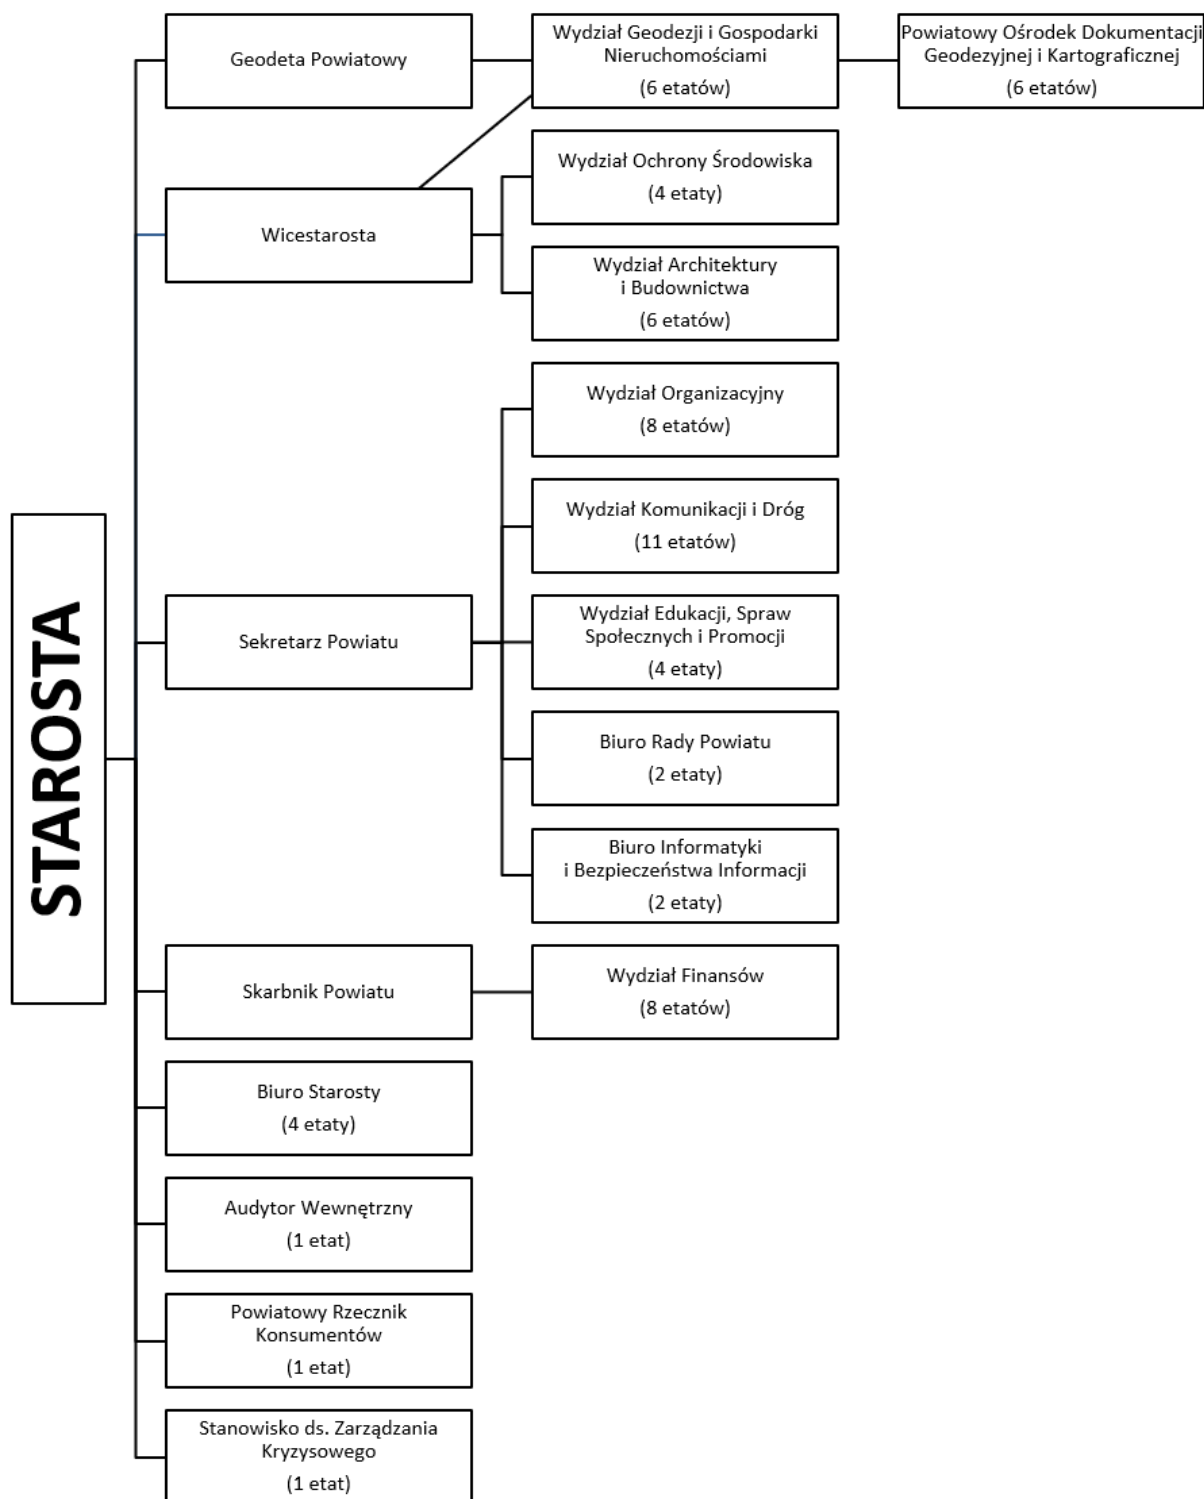 STAROSTA
Geodeta Powiatowy
Wydział Geodezji i Gospodarki
Nieruchomościami
(6 etatów)
Powiatowy Ośrodek Dokumentacji
Geodezyjnej i Kartograficznej
(6 etatów)
Wicestarosta
Wydział Ochrony Środowiska
(4 etaty)
Wydział Architektury
i Budownictwa
(6 etatów)
Sekretarz Powiatu
Wydział Organizacyjny
(8 etatów)
Wydział Komunikacji i Dróg
(11 etatów)
Wydział Edukacji, Spraw
Społecznych i Promocji
(4 etaty)
Biuro Rady Powiatu
(2 etaty)
Biuro Informatyki
i Bezpieczeństwa Informacji
(2 etaty)
Skarbnik Powiatu
Wydział Finansów
(8 etatów)
Biuro Starosty
(4 etaty)
Audytor Wewnętrzny
(1 etat)
Powiatowy Rzecznik
Konsumentów
(1 etat)
Stanowisko ds. Zarządzania
Kryzysowego
(1 etat)